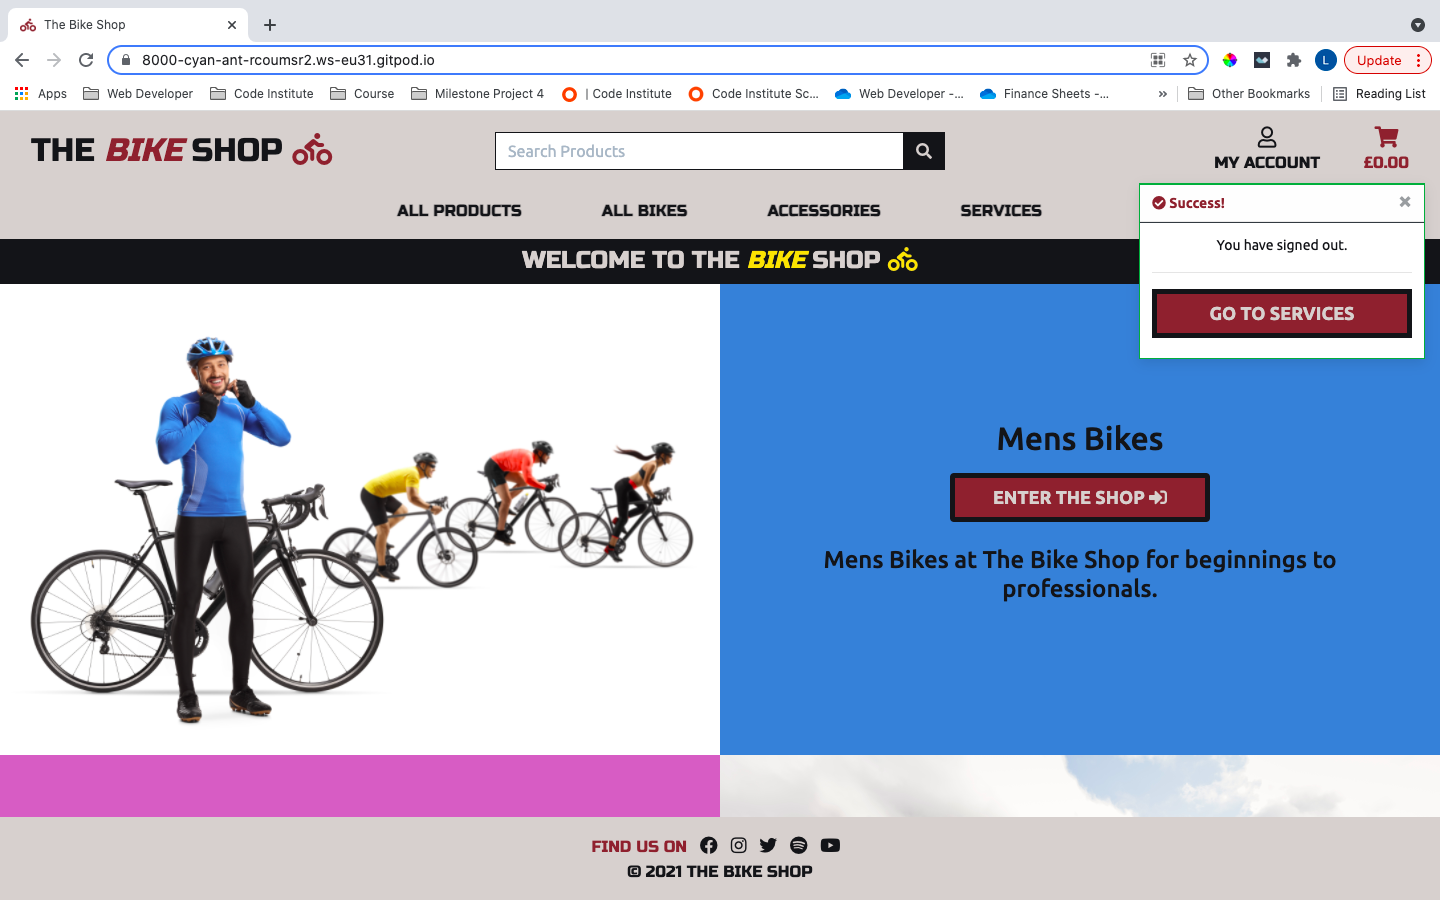 The Bike Shop
8000-cyan-ant-rcoumsr2.ws-eu31.gitpod.io
L
Update
Apps
Web Developer
Code Institute
Course
Milestone Project 4
| Code Institute
Code Institute Sc...
Web Developer -...
Finance Sheets -...
»
Other Bookmarks
Reading List
THE BIKE SHOP
Search Products
MY ACCOUNT
£0.00
ALL PRODUCTS
ALL BIKES
ACCESSORIES
SERVICES
Success!
You have signed out.
GO TO SERVICES
WELCOME TO THE BIKE SHOP
Mens Bikes
ENTER THE SHOP
Mens Bikes at The Bike Shop for beginnings to
professionals.
FIND US ON
© 2021 THE BIKE SHOP